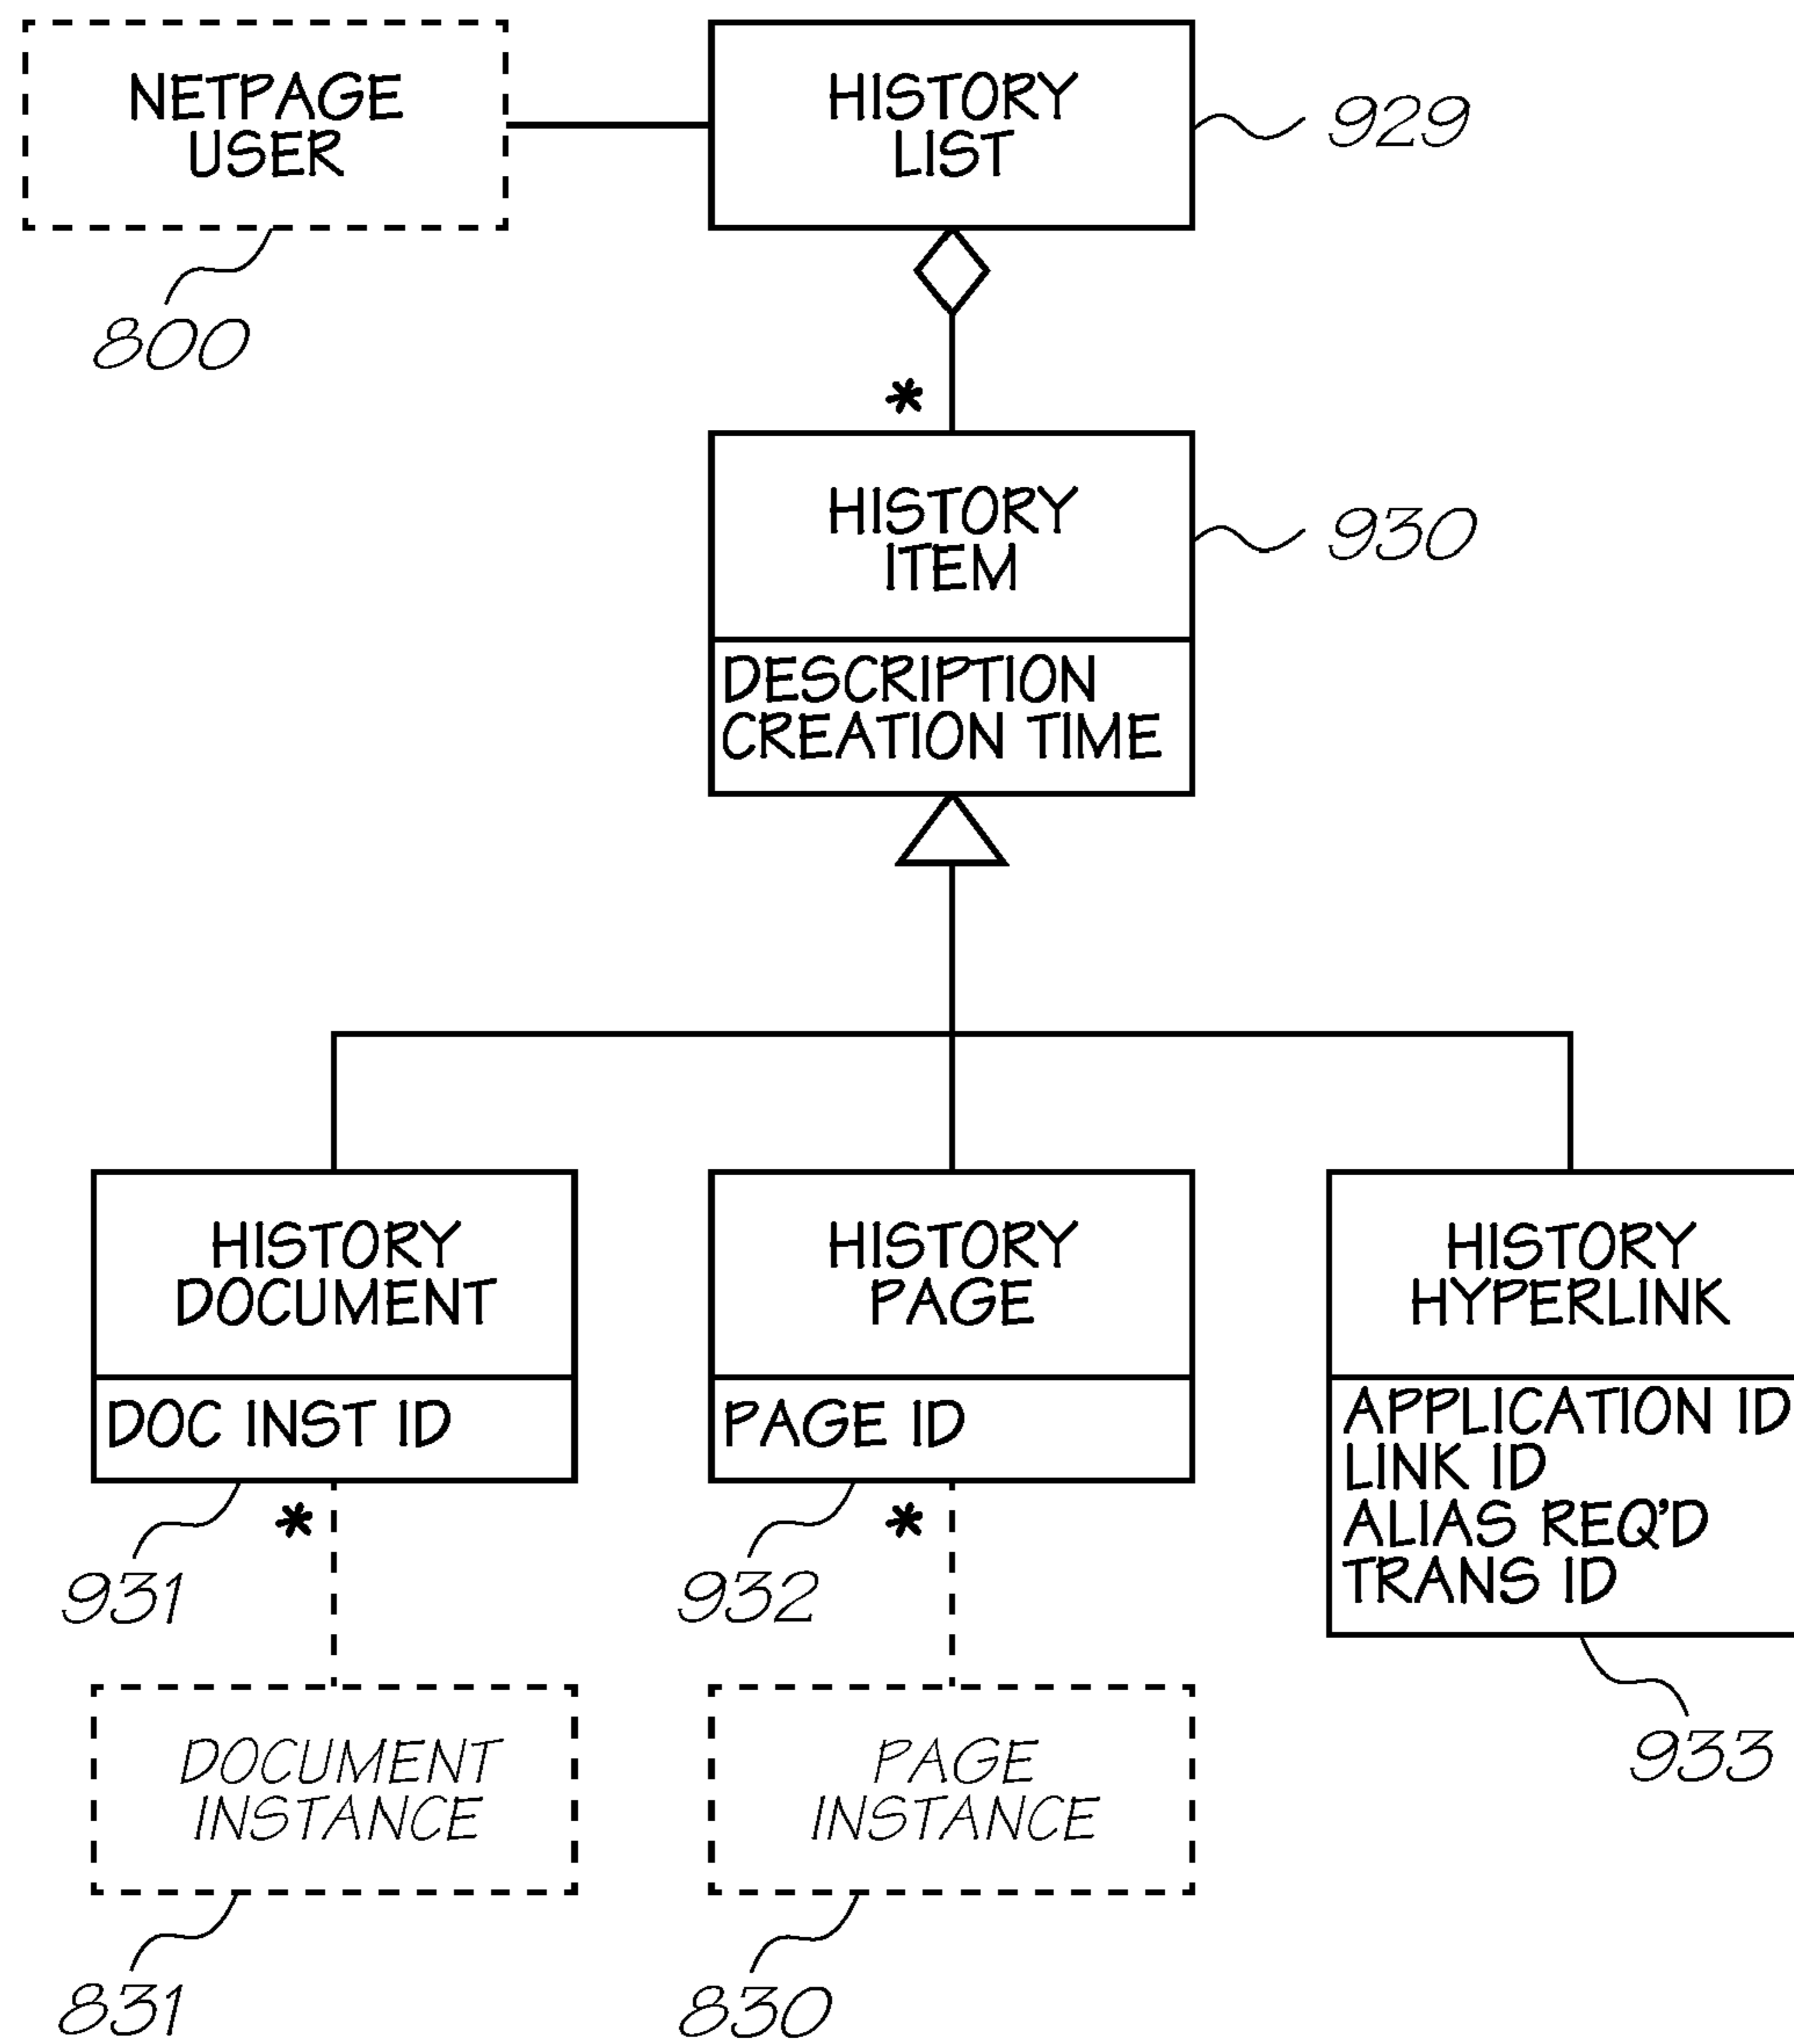 NETPAGE
USER
HISTORY
LIST
929
800
*
HISTORY
ITEM
930
DESCRIPTION
CREATION TIME
HISTORY
DOCUMENT
DOC INST ID
HISTORY
PAGE
PAGE ID
HISTORY
HYPERLINK
APPLICATION ID
LINK ID
ALIAS REQ'D
TRANS ID
*
931
*
932
933
DOCUMENT
INSTANCE
PAGE
INSTANCE
831
830